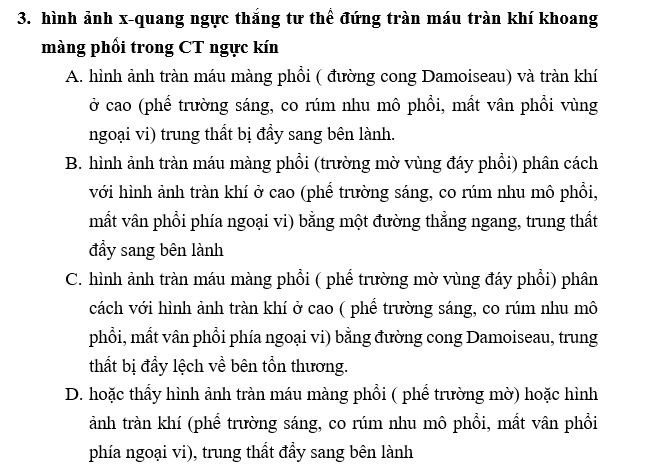 3. hình ảnh x-quang ngực thẳng tư thế đứng tràn máu tràn khí khoang
màng phổi trong CT ngực kín
A. hình ảnh tràn máu màng phổi ( đường cong Damoiseau) và tràn khí
ở cao (phế trường sáng, co rúm nhu mô phổi, mất vân phổi vùng
ngoại vi) trung thất bị đẩy sang bên lành.
B. hình ảnh tràn máu màng phổi (trường mờ vùng đáy phổi) phân cách
với hình ảnh tràn khí ở cao (phế trường sáng, co rúm nhu mô phổi,
mất vân phổi phía ngoại vi) bằng một đường thẳng ngang, trung thất
đẩy sang bên lành
C. hình ảnh tràn máu màng phổi ( phế trường mờ vùng đáy phổi) phân
cách với hình ảnh tràn khí ở cao ( phế trường sáng, co rúm nhu mô
phổi, mất vân phổi phía ngoại vi) bằng đường cong Damoiseau, trung
thất bị đẩy lệch về bên tổn thương.
D. hoặc thấy hình ảnh tràn máu màng phổi ( phế trường mờ) hoặc hình
ảnh tràn khí (phế trường sáng, co rúm nhu mô phổi, mất vân phổi
phía ngoại vi), trung thất đẩy sang bên lành